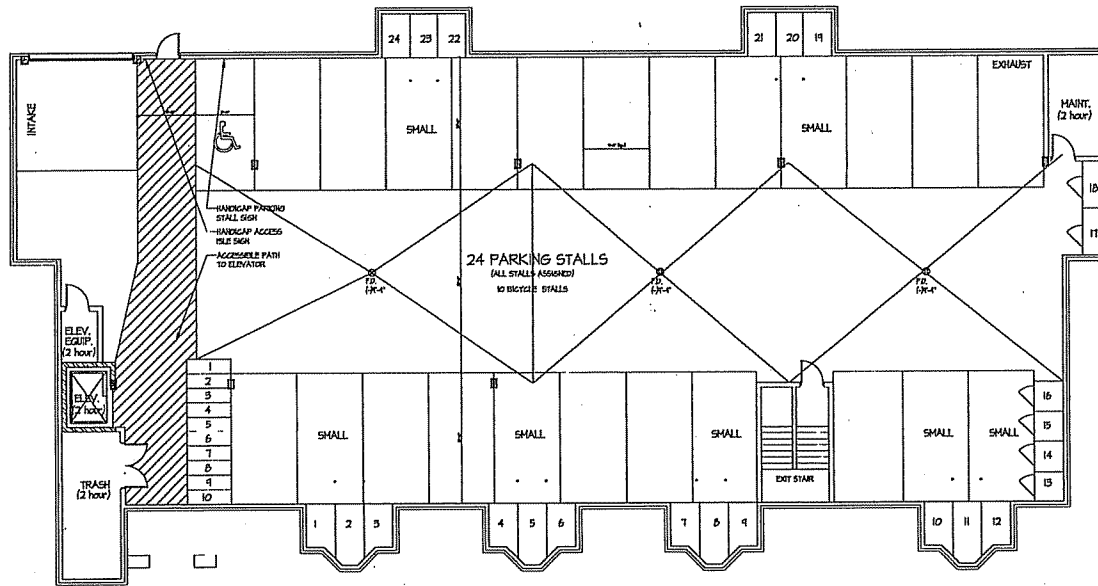 24 23 22
21 20 19
EXHAUST
INTAKE
MAINT.
(2 hour)
SMALL
SMALL
18
17
HANDICAP PARKING
STALL SIGN
HANDICAP ACCESS
ISLE SIGN
ACCESSIBLE PATH
TO ELEVATOR
24 PARKING STALLS
(ALL STALLS ASSIGNED)
10 BICYCLE STALLS
F.D.
F.D.
F.D.
ELEV.
EQUIP.
(2 hour)
ELEV.
(2 hour)
TRASH
(2 hour)
1
2
3
4
5
6
7
8
9
10
SMALL
SMALL
SMALL
SMALL
SMALL
EXIT STAIR
16
15
14
13
1 2 3
4 5 6
7 8 9
10 11 12